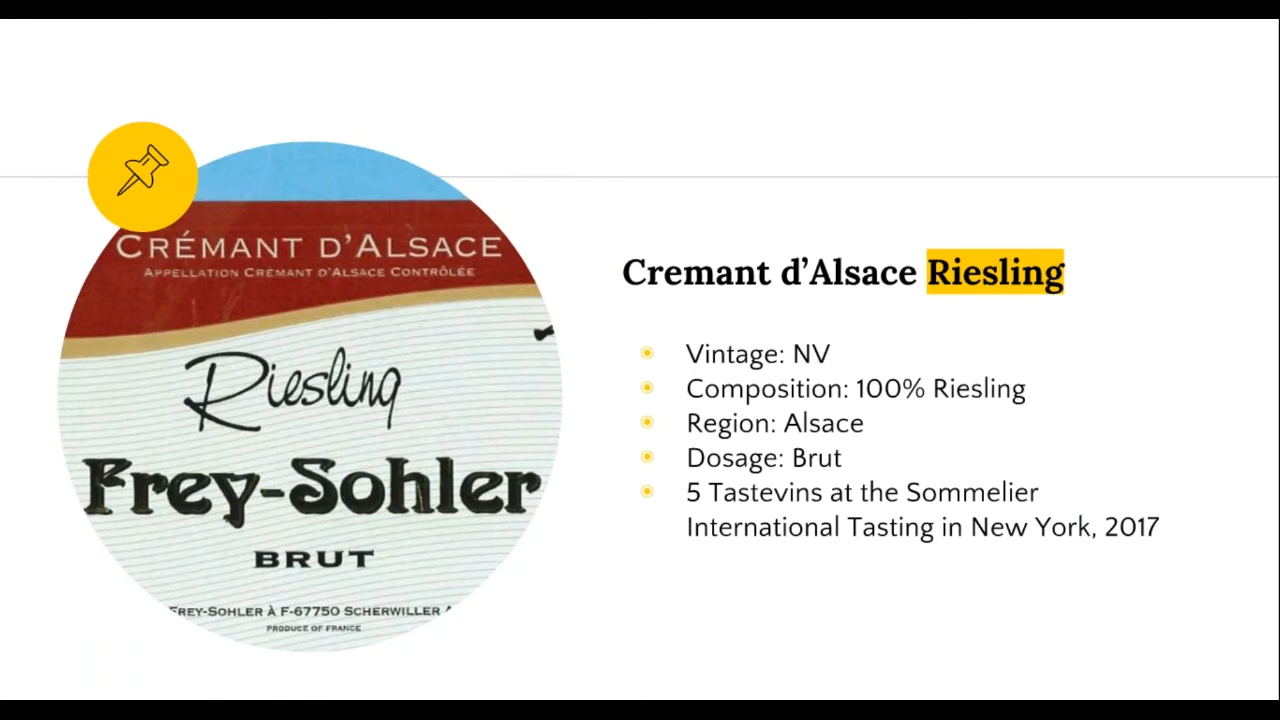 CRÉMANT D'ALSACE
APPELLATION CRÉMANT D'ALSACE CONTRÔLÉE
Riesling
Frey-Sohler
BRUT
FREY-SOHLER À F-67750 SCHERWILLER
PRODUCE OF FRANCE
Cremant d’Alsace Riesling
Vintage: NV
Composition: 100% Riesling
Region: Alsace
Dosage: Brut
5 Tastevins at the Sommelier
International Tasting in New York, 2017